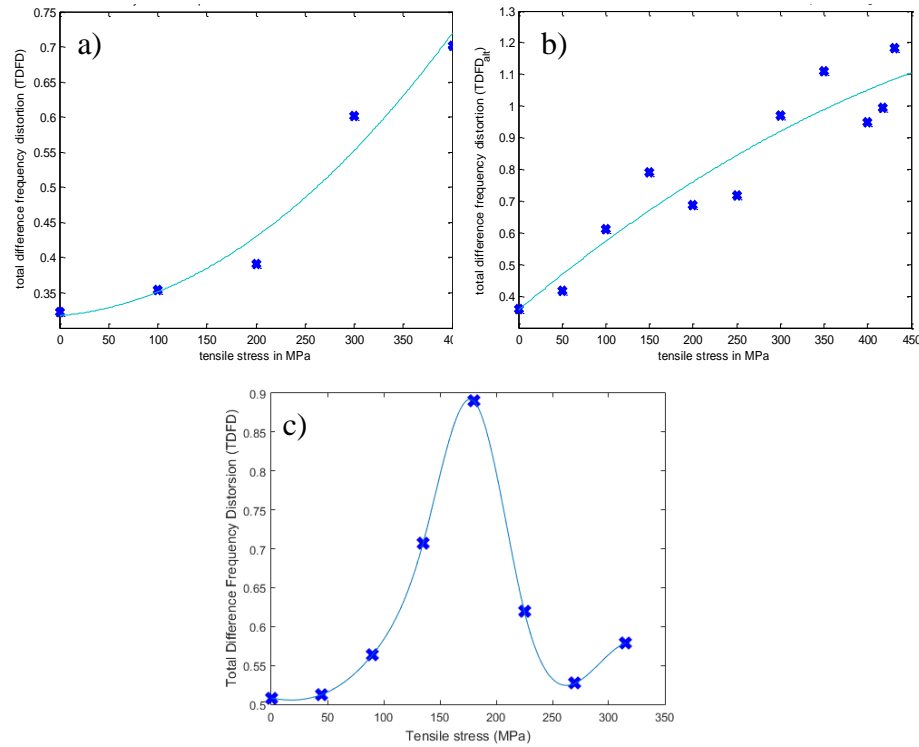 a)
total difference frequency distortion (TDFD)
0.75
0.7
0.65
0.6
0.55
0.5
0.45
0.4
0.35
0 50 100 150 200 250 300 350 40
tensile stress in MPa
b)
total difference frequency distortion (TDFD alt)
1.3
1.2
1.1
1
0.9
0.8
0.7
0.6
0.5
0.4
0 50 100 150 200 250 300 350 400 450
tensile stress in MPa
c)
Total Difference Frequency Distorsion (TDFD)
0.9
0.85
0.8
0.75
0.7
0.65
0.6
0.55
0.5
0 50 100 150 200 250 300 350
Tensile stress (MPa)